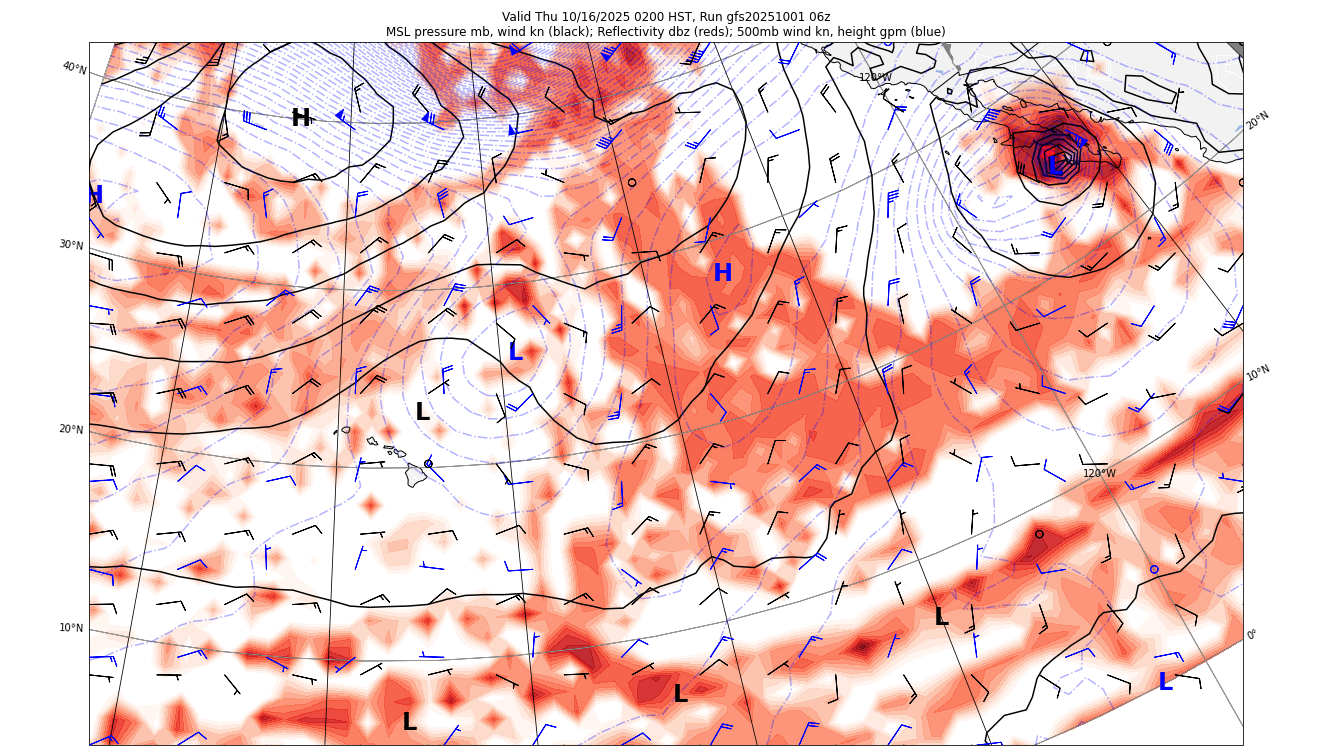 Valid Thu 10/16/2025 0200 HST, Run gfs20251001 06z
MSL pressure mb, wind kn (black); Reflectivity dbz (reds); 500mb wind kn, height gpm (blue)
40°N
120°W
H
20°N
L
H
30°N
H
L
10°N
L
20°N
120°W
10°N
L
0°
L
L
L